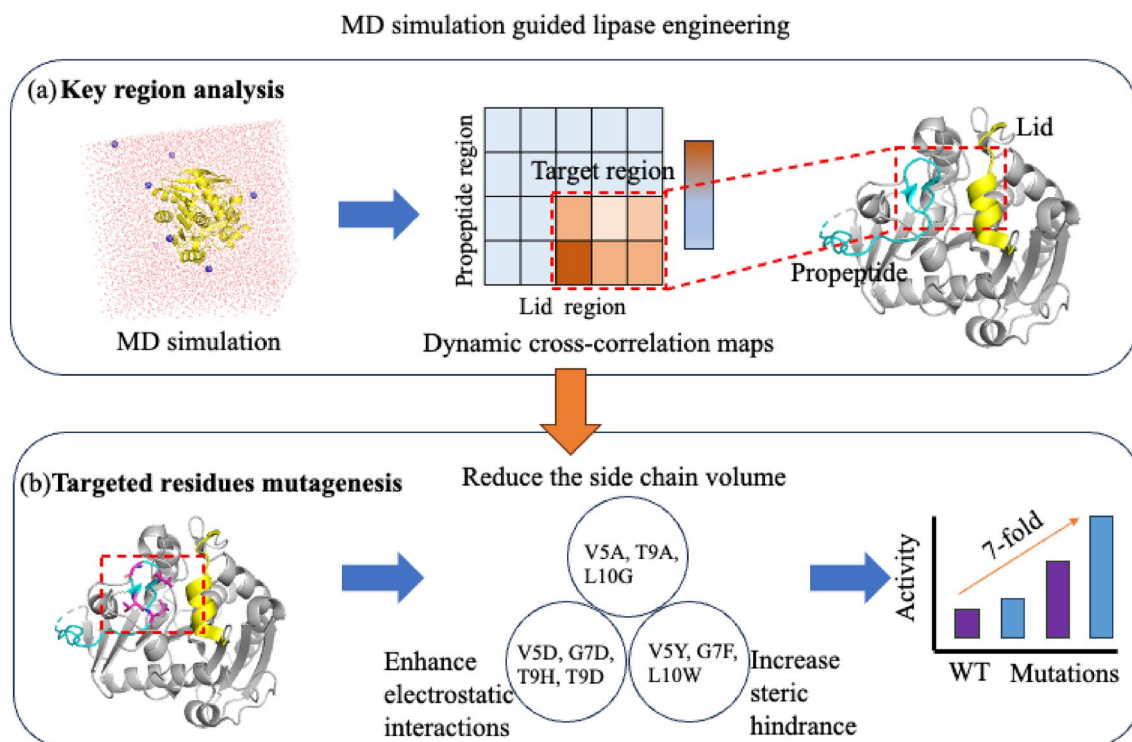 MD simulation guided lipase engineering
(a) Key region analysis
Propeptide region
Target region
Lid region
Lid
Propeptide
MD simulation
Dynamic cross-correlation maps
(b) Targeted residues mutagenesis
Reduce the side chain volume
V5A, T9A,
L10G
V5D, G7D,
T9H, T9D
V5Y, G7F,
L10W
Enhance
electrostatic
interactions
Increase
steric
hindrance
Activity
7-fold
WT Mutations